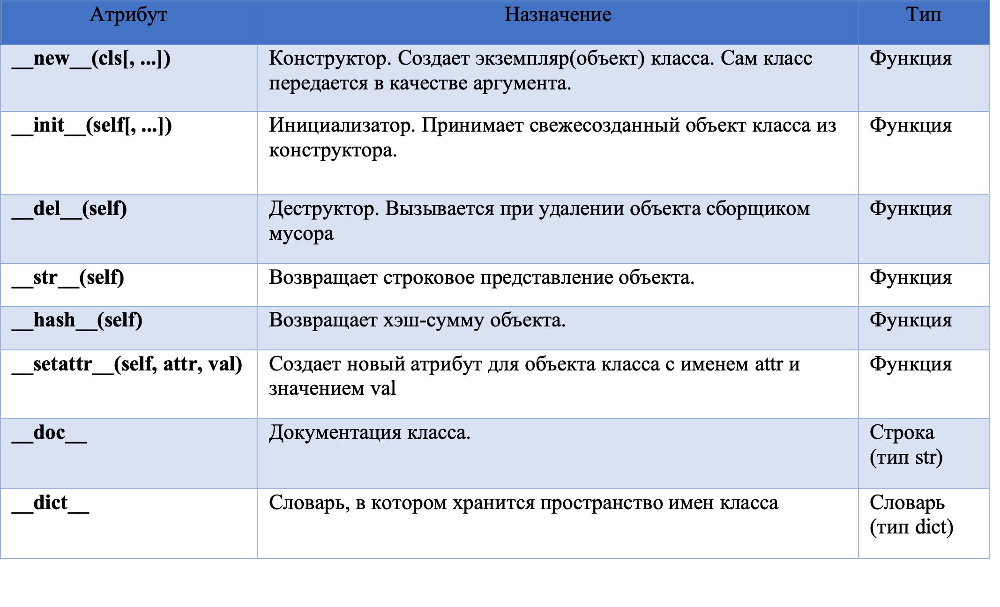 Атрибут Назначение Тип
__new__(cls[, ...]) Конструктор. Создает экземпляр(объект) класса. Сам класс Функция
передается в качестве аргумента.
__init__(self[, ...]) Инициализатор. Принимает свежесозданный объект класса из Функция
конструктора.
__del__(self) Деструктор. Вызывается при удалении объекта сборщиком Функция
мусора
__str__(self) Возвращает строковое представление объекта. Функция
__hash__(self) Возвращает хэш-сумму объекта. Функция
__setattr__(self, attr, val) Создает новый атрибут для объекта класса с именем attr и Функция
значением val
__doc__ Документация класса. Строка
(тип str)
__dict__ Словарь, в котором хранится пространство имен класса Словарь
(тип dict)